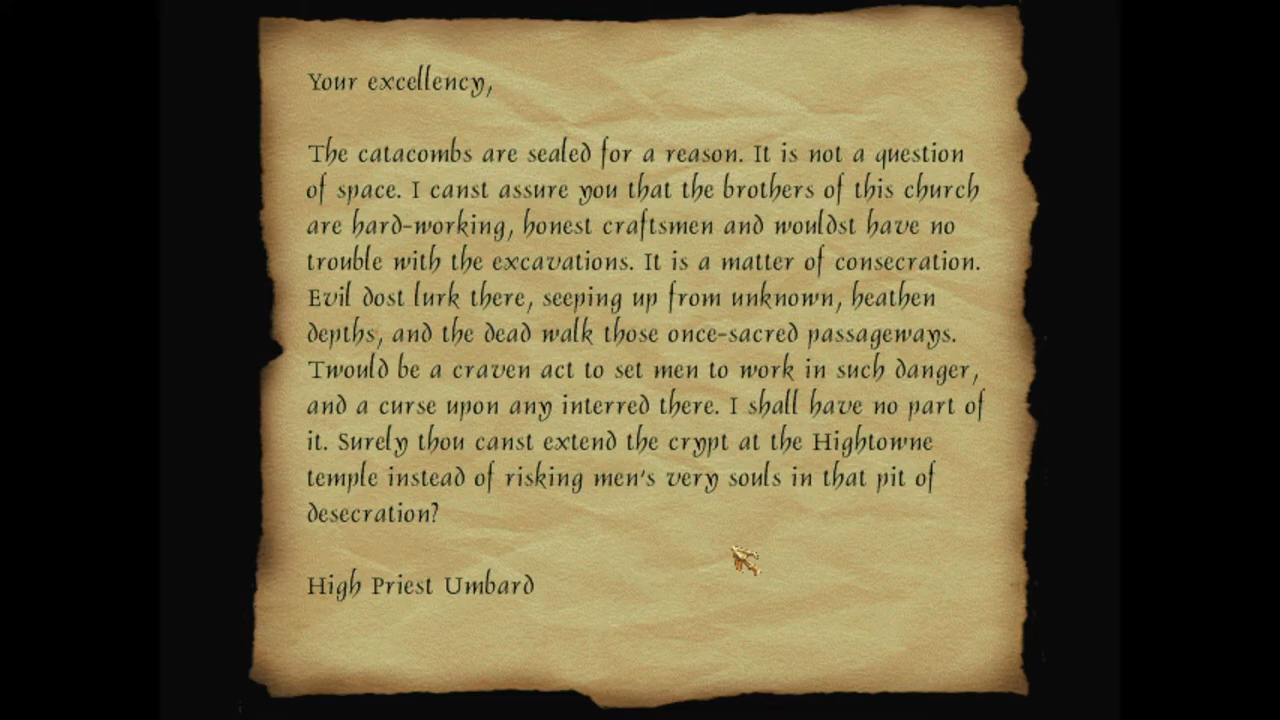 Your excellency,
The catacombs are sealed for a reason. It is not a question
of space. I canst assure you that the brothers of this church
are hard-working, honest craftsmen and wouldst have no
trouble with the excavations. It is a matter of consecration.
Evil dost lurk there, seeping up from unknown, heathen
depths, and the dead walk those once-sacred passageways.
Twould be a craven act to set men to work in such danger,
and a curse upon any interred there. I shall have no part of
it. Surely thou canst extend the crypt at the Hightowne
temple instead of risking men's very souls in that pit of
desecration?
High Priest Umbard